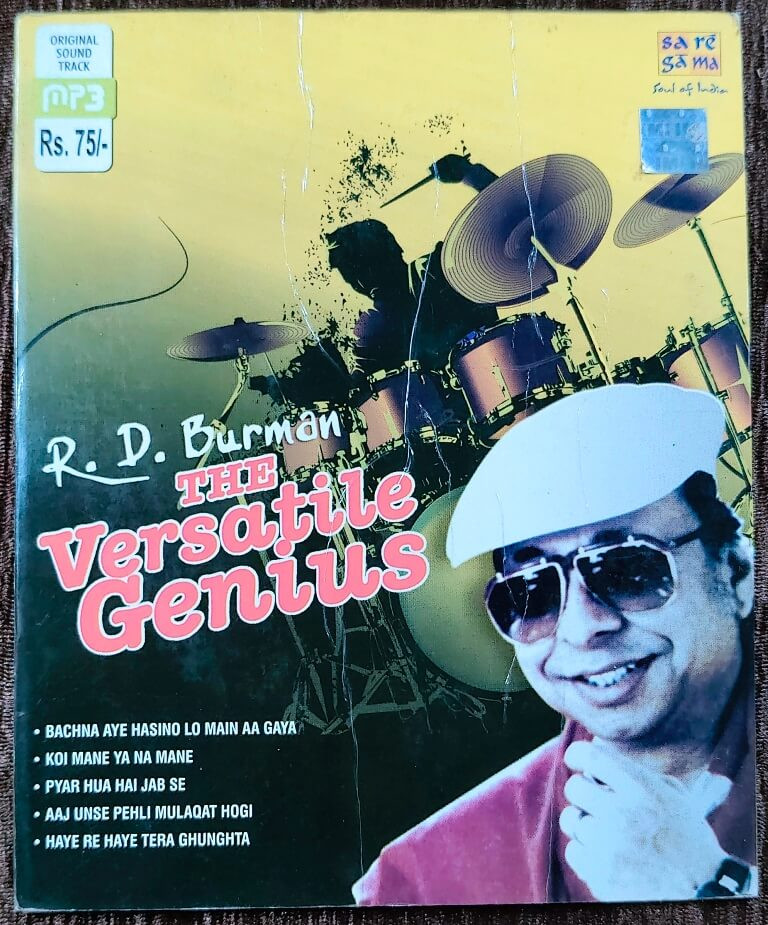 ORIGINAL
SOUND
TRACK
MP3
Rs. 75/-
sa rē
gā ma
Soul of India
R. D. Burman
THE
Versatile
Genius
• BACHNA AYE HASINO LO MAIN AA GAYA
• KOI MANE YA NA MANE
• PYAR HUA HAI JAB SE
• AAJ UNSE PEHLI MULAQAT HOGI
• HAYE RE HAYE TERA GHUNGHTA